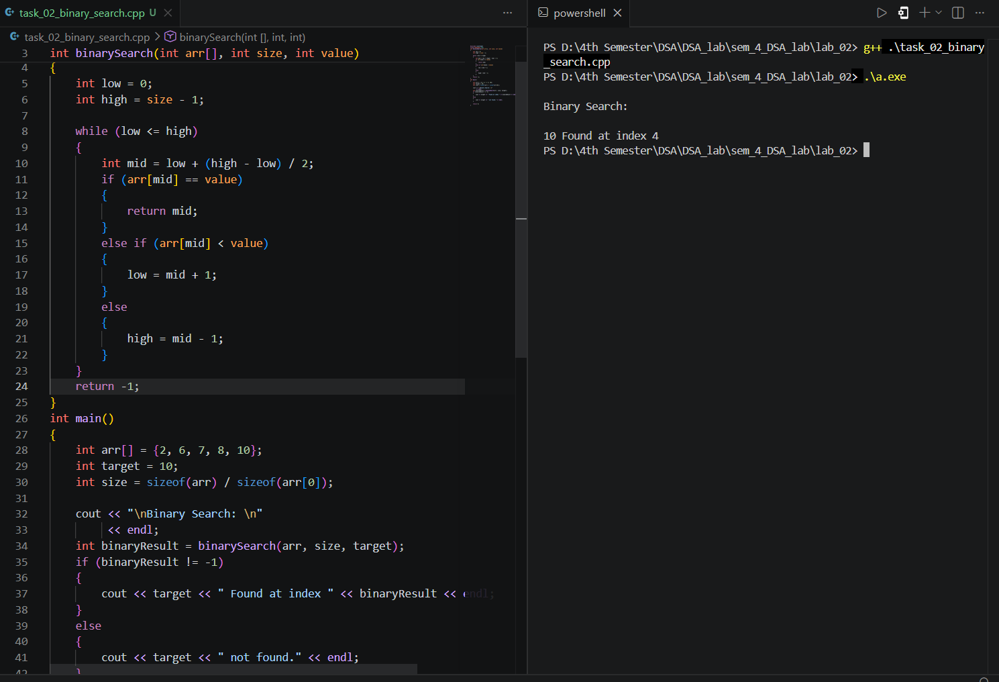 task_02_binary_search.cpp U
task_02_binary_search.cpp > binarySearch(int [], int, int)
3 int binarySearch(int arr[], int size, int value)
4 {
5 int low = 0;
6 int high = size - 1;
7
8 while (low <= high)
9 {
10 int mid = low + (high - low) / 2;
11 if (arr[mid] == value)
12 {
13 return mid;
14 }
15 else if (arr[mid] < value)
16 {
17 low = mid + 1;
18 }
19 else
20 {
21 high = mid - 1;
22 }
23 }
24 return -1;
25 }
26 int main()
27 {
28 int arr[] = {2, 6, 7, 8, 10};
29 int target = 10;
30 int size = sizeof(arr) / sizeof(arr[0]);
31
32 cout << "\nBinary Search: \n"
33 << endl;
34 int binaryResult = binarySearch(arr, size, target);
35 if (binaryResult != -1)
36 {
37 cout << target << " Found at index " << binaryResult << endl;
38 }
39 else
40 {
41 cout << target << " not found." << endl;
42 }
powershell
PS D:\4th Semester\DSA\DSA_lab\sem_4_DSA_lab\lab_02> g++ .\task_02_binary
_search.cpp
PS D:\4th Semester\DSA\DSA_lab\sem_4_DSA_lab\lab_02> .\a.exe
Binary Search:
10 Found at index 4
PS D:\4th Semester\DSA\DSA_lab\sem_4_DSA_lab\lab_02>